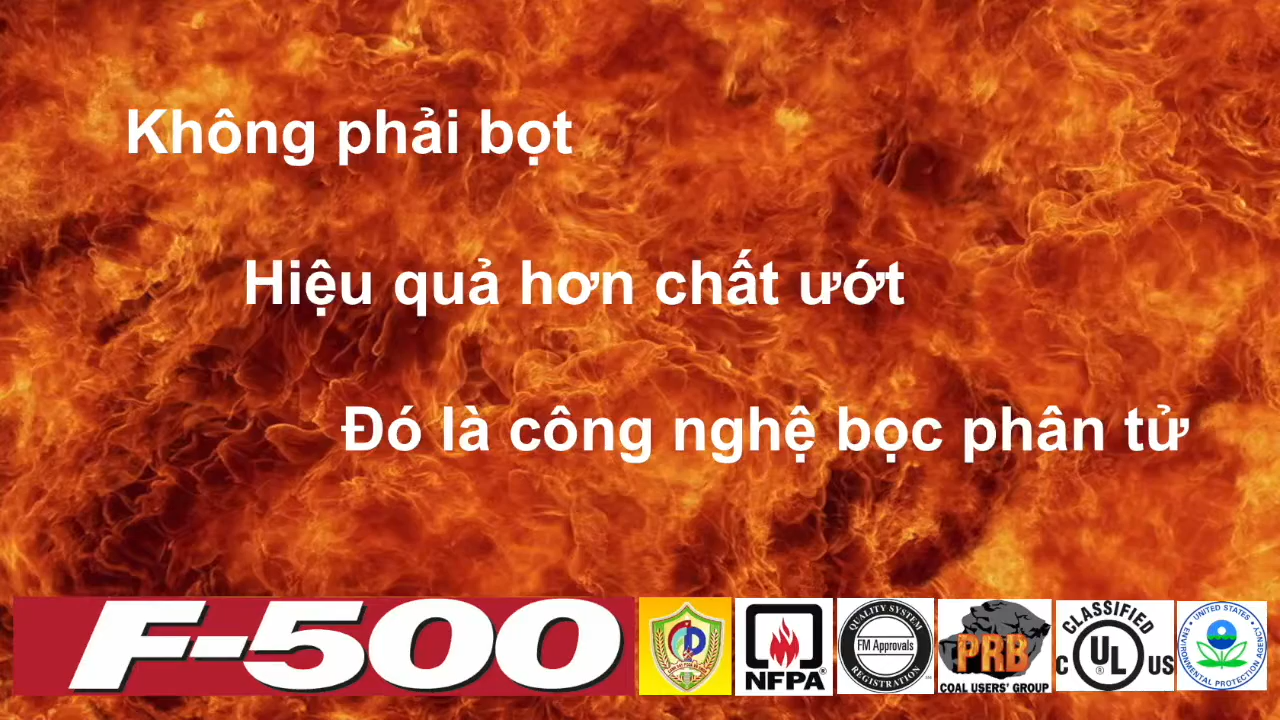 Không phải bọt
Hiệu quả hơn chất ướt
Đó là công nghệ bọc phân tử
F-500
NFPA
QUALITY SYSTEM
FM Approvals
REGISTRATION
PRB
COAL USERS' GROUP
CLASSIFIED
C UL US
UNITED STATES
ENVIRONMENTAL PROTECTION AGENCY